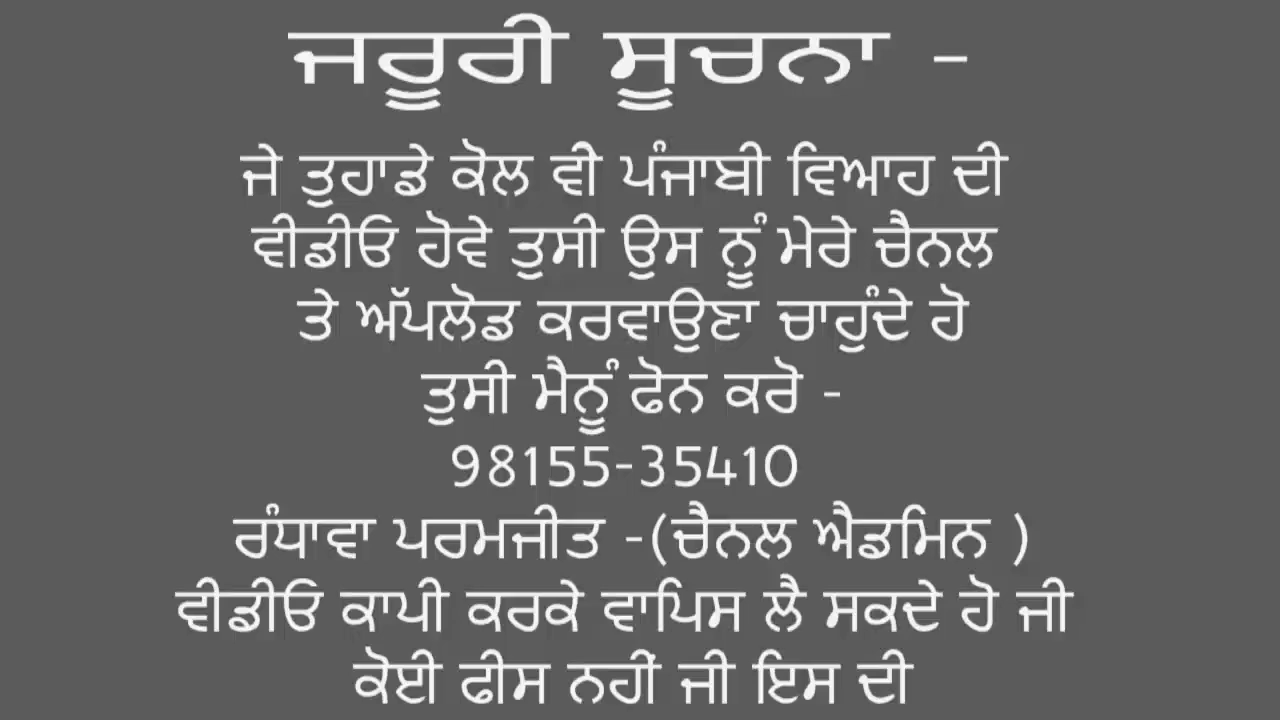 ਜਰੂਰੀ ਸੂਚਨਾ -
ਜੇ ਤੁਹਾਡੇ ਕੋਲ ਵੀ ਪੰਜਾਬੀ ਵਿਆਹ ਦੀ
ਵੀਡੀਓ ਹੋਵੇ ਤੁਸੀ ਉਸ ਨੂੰ ਮੇਰੇ ਚੈਨਲ
ਤੇ ਅੱਪਲੋਡ ਕਰਵਾਉਣਾ ਚਾਹੁੰਦੇ ਹੋ
ਤੁਸੀ ਮੈਨੂੰ ਫੋਨ ਕਰੋ -
98155-35410
ਰੰਧਾਵਾ ਪਰਮਜੀਤ -(ਚੈਨਲ ਐਡਮਿਨ )
ਵੀਡੀਓ ਕਾਪੀ ਕਰਕੇ ਵਾਪਿਸ ਲੈ ਸਕਦੇ ਹੋ ਜੀ
ਕੋਈ ਫੀਸ ਨਹੀਂ ਜੀ ਇਸ ਦੀ